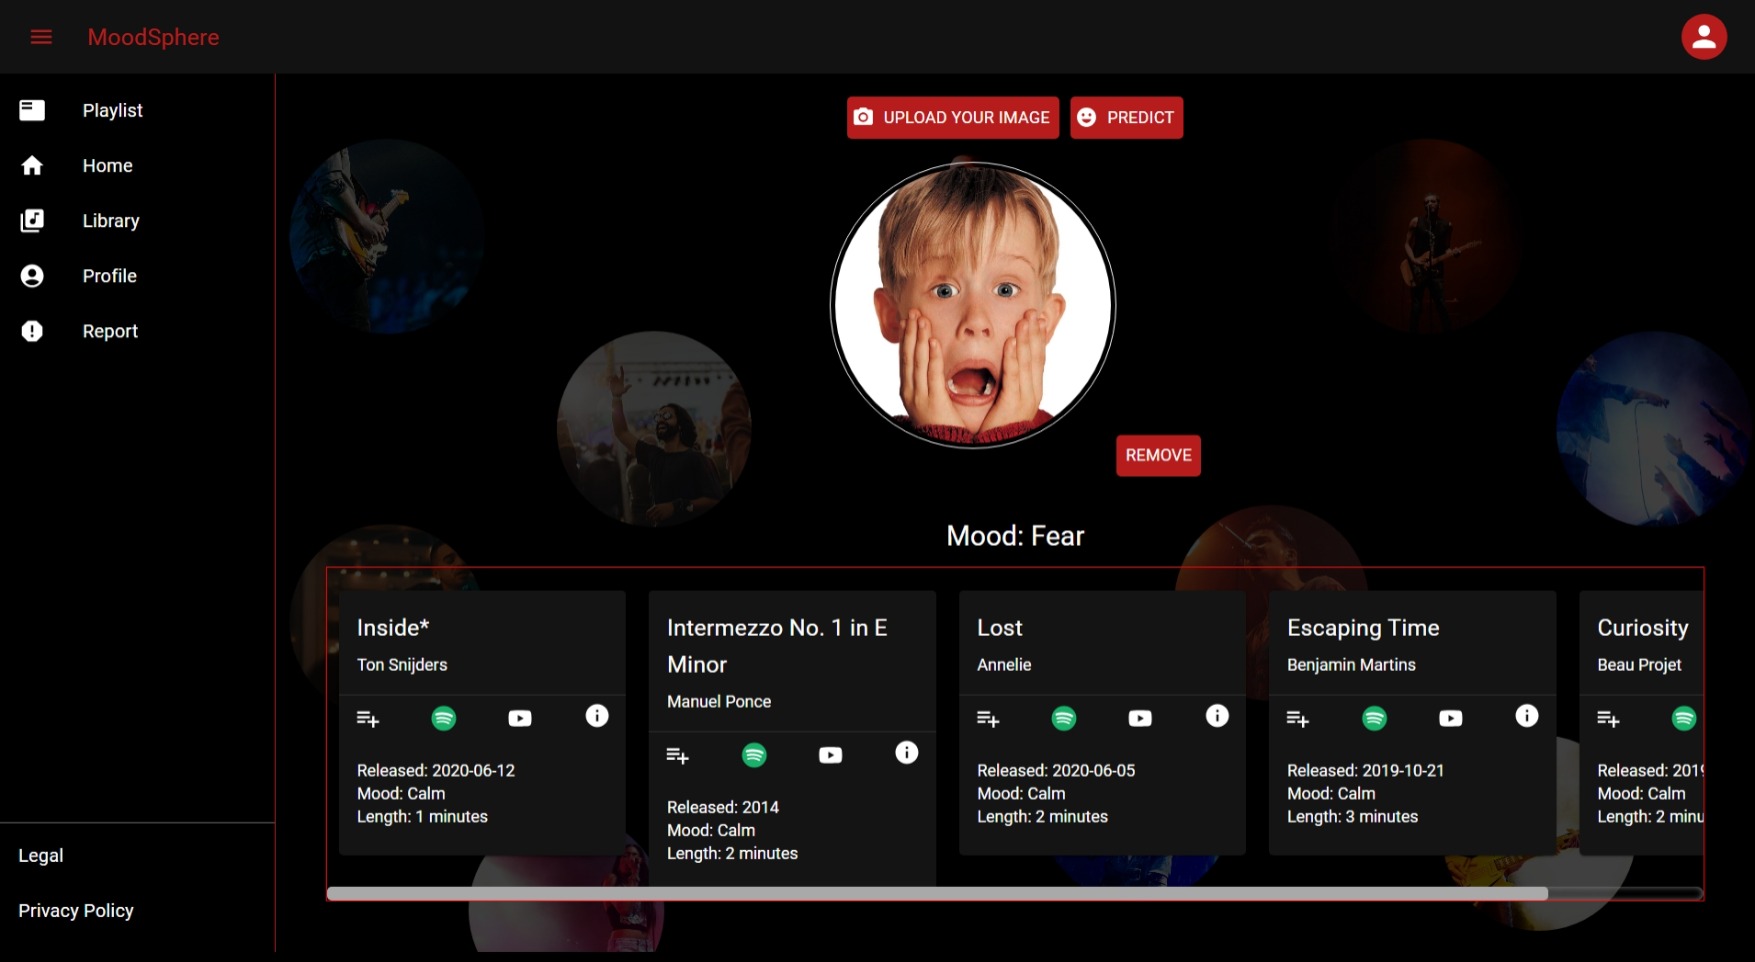 MoodSphere
Playlist
Home
Library
Profile
Report
Legal
Privacy Policy
UPLOAD YOUR IMAGE
PREDICT
REMOVE
Mood: Fear
Inside*
Ton Snijders
Released: 2020-06-12
Mood: Calm
Length: 1 minutes
Intermezzo No. 1 in E
Minor
Manuel Ponce
Released: 2014
Mood: Calm
Length: 2 minutes
Lost
Annelie
Released: 2020-06-05
Mood: Calm
Length: 2 minutes
Escaping Time
Benjamin Martins
Released: 2019-10-21
Mood: Calm
Length: 3 minutes
Curiosity
Beau Projet
Released: 2019
Mood: Calm
Length: 2 minu